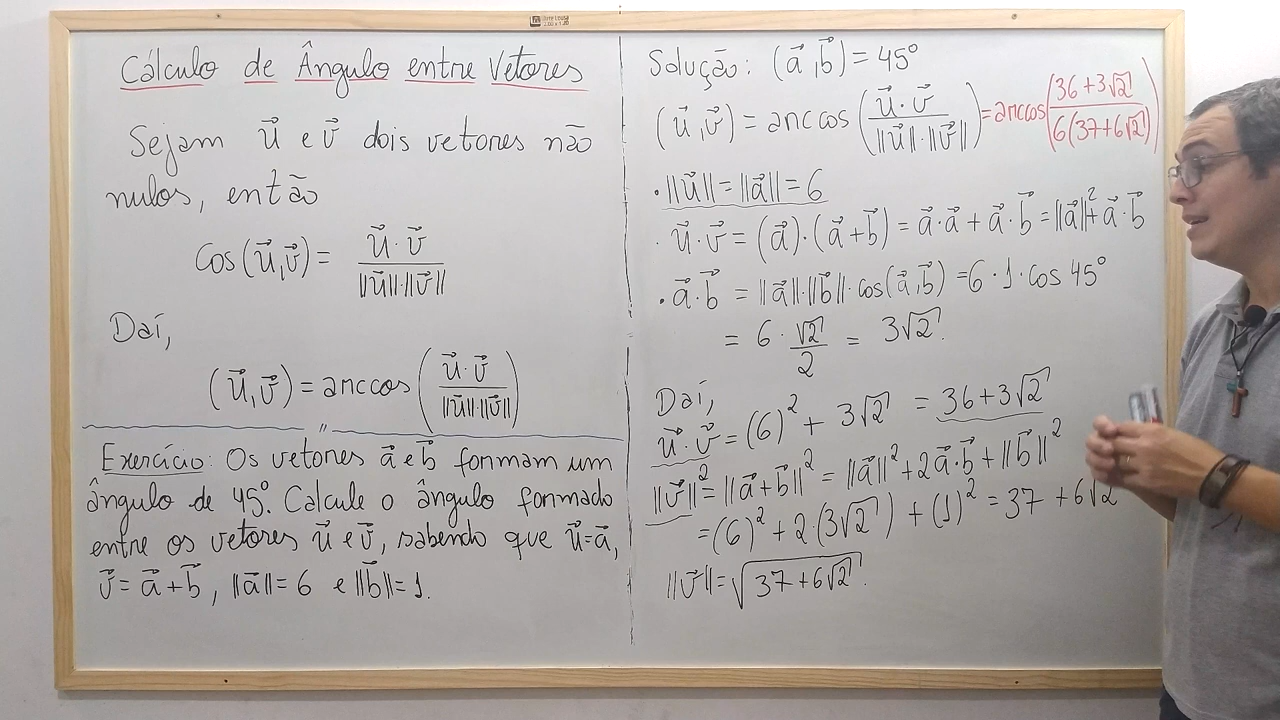 Cálculo de Ângulo entre Vetores
Sejam u⃗ e v⃗ dois vetores não
nulos, então
cos(u⃗,v⃗) = u⃗·v⃗ / ||u⃗||·||v⃗||
Daí,
(u⃗,v⃗) = arccos(u⃗·v⃗ / ||u⃗||·||v⃗||)
Exercício: Os vetores a⃗ e b⃗ formam um
ângulo de 45°. Calcule o ângulo formado
entre os vetores u⃗ e v⃗, sabendo que u⃗=a⃗,
v⃗ = a⃗+b⃗, ||a⃗||= 6 e ||b⃗||=1.
Solução: (a⃗,b⃗) = 45°
(u⃗,v⃗) = arccos(u⃗·v⃗ / ||u⃗||·||v⃗||) = arccos(36+3√2 / 6(37+6√2))
·||u⃗|| = ||a⃗|| = 6
· u⃗·v⃗ = (a⃗)·(a⃗+b⃗) = a⃗·a⃗ + a⃗·b⃗ = ||a⃗||²+a⃗·b⃗
· a⃗·b⃗ = ||a⃗||·||b⃗||·cos(a⃗,b⃗) = 6·1·cos 45°
= 6·√2/2 = 3√2.
Daí,
u⃗·v⃗ = (6)² + 3√2 = 36+3√2
||v⃗||² = ||a⃗+b⃗||² = ||a⃗||²+2a⃗·b⃗+||b⃗||²
=(6)²+2·(3√2)+(1)² = 37+6√2
||v⃗||=√37+6√2.